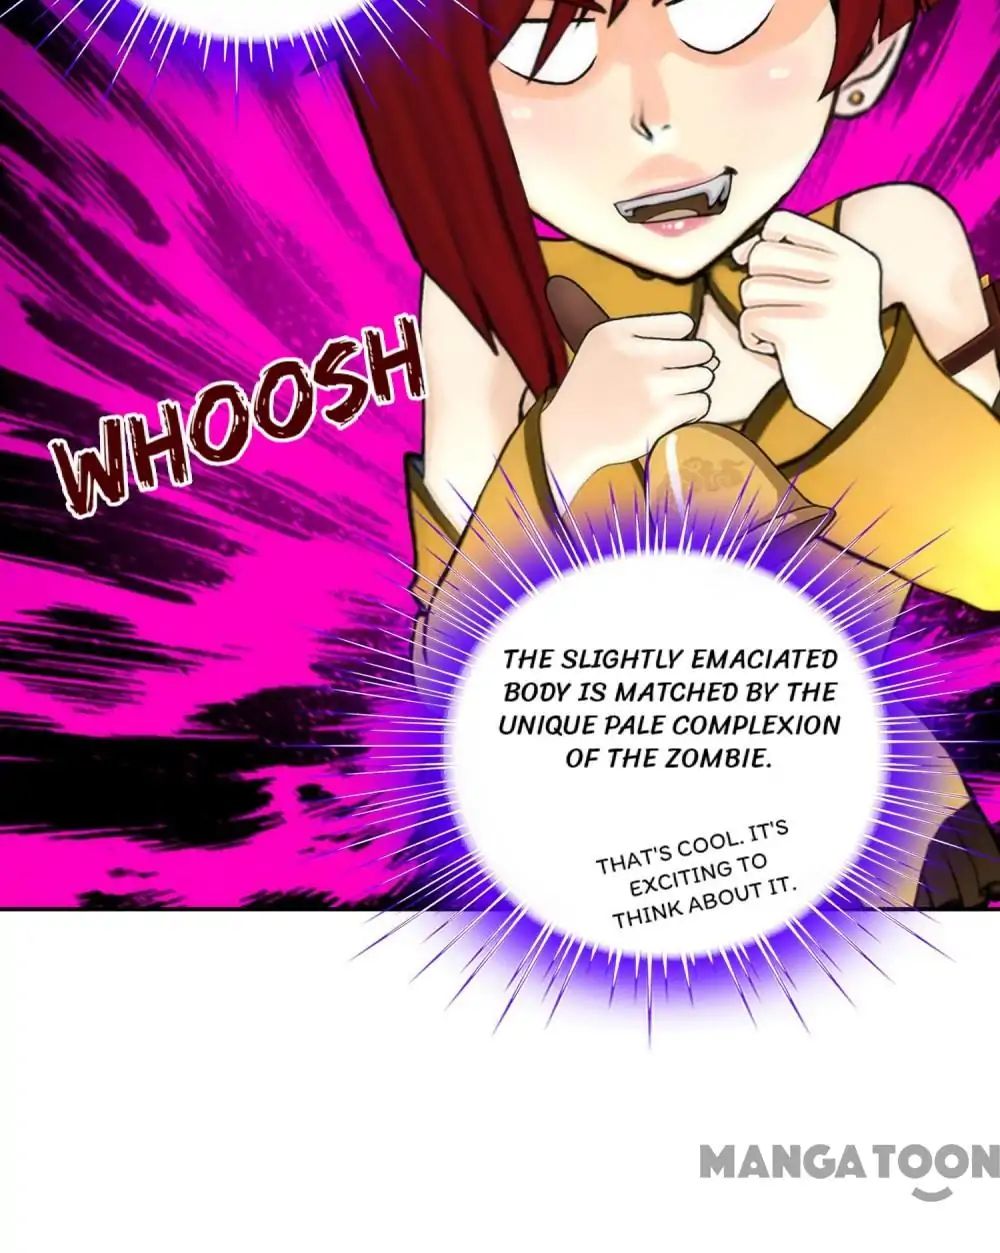 WHOOSH
THE SLIGHTLY EMACIATED
BODY IS MATCHED BY THE
UNIQUE PALE COMPLEXION
OF THE ZOMBIE.
THAT'S COOL. IT'S
EXCITING TO
THINK ABOUT IT.
MANGATOON